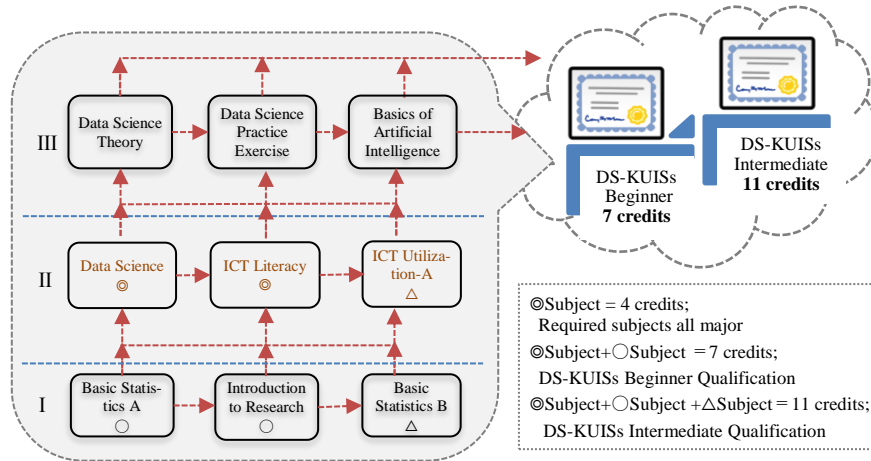 III
Data Science
Theory
Data Science
Practice
Exercise
Basics of
Artificial
Intelligence
II
Data Science
◎
ICT Literacy
◎
ICT Utiliza-
tion-A
△
I
Basic Statis-
tics A
○
Introduction
to Research
○
Basic
Statistics B
△
DS-KUISs
Beginner
7 credits
DS-KUISs
Intermediate
11 credits
◎Subject = 4 credits;
Required subjects all major
◎Subject+○Subject = 7 credits;
DS-KUISs Beginner Qualification
◎Subject+○Subject +△Subject = 11 credits;
DS-KUISs Intermediate Qualification